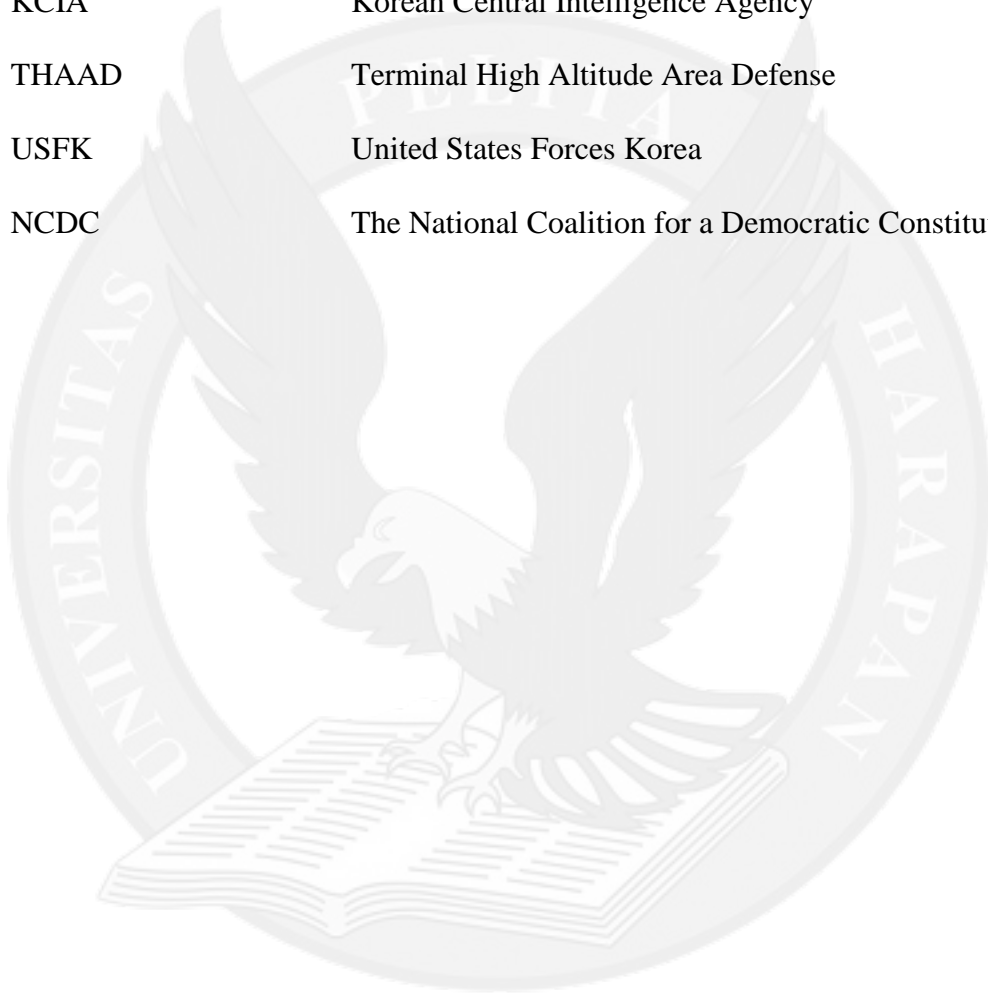 KCIA Korean Central Intelligence Agency
THAAD Terminal High Altitude Area Defense
USFK United States Forces Korea
NCDC The National Coalition for a Democratic Constitu
UNIVERSITAS PELITA HARAPAN